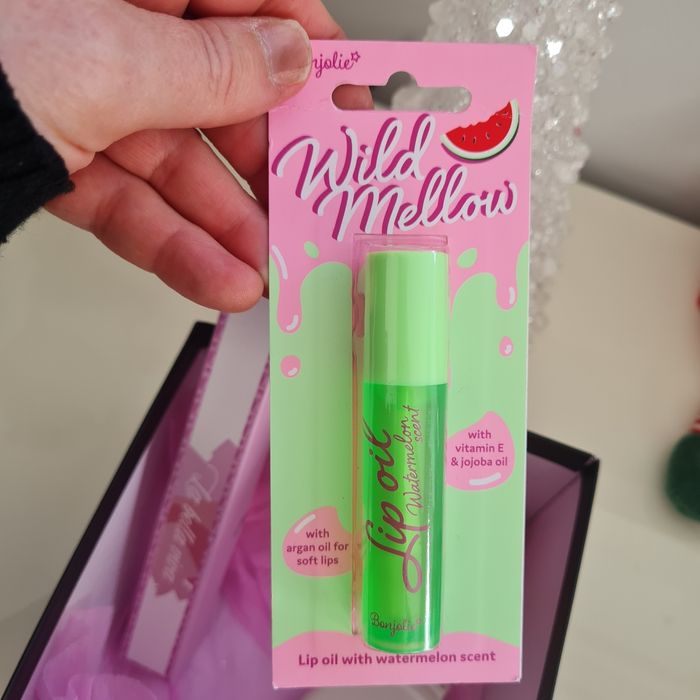 Wild
Mellow
with
vitamin E
& jojoba oil
Lip oil
Watermelon
scent
with
argan oil for
soft lips
Bonjolie
Lip oil with watermelon scent